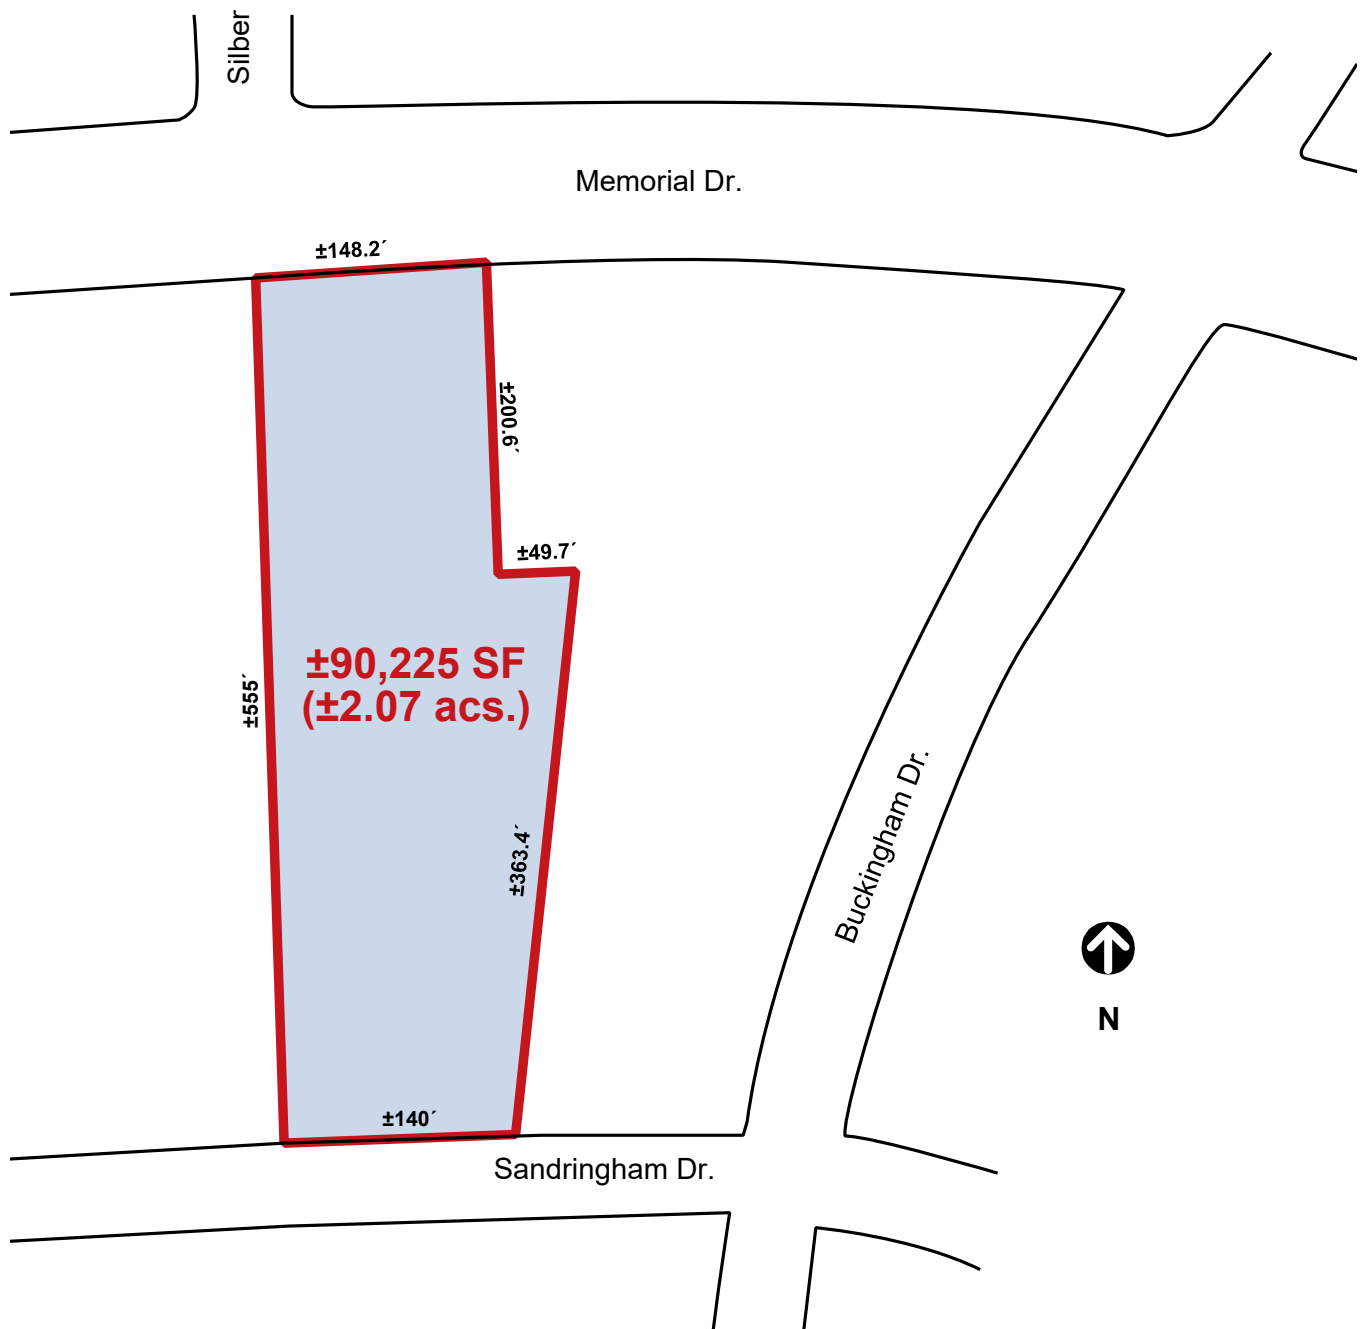 Silber
Memorial Dr.
±148.2´
±200.6´
±49.7´
±90,225 SF
(±2.07 acs.)
±555´
±363.4´
Buckingham Dr.
N
±140´
Sandringham Dr.